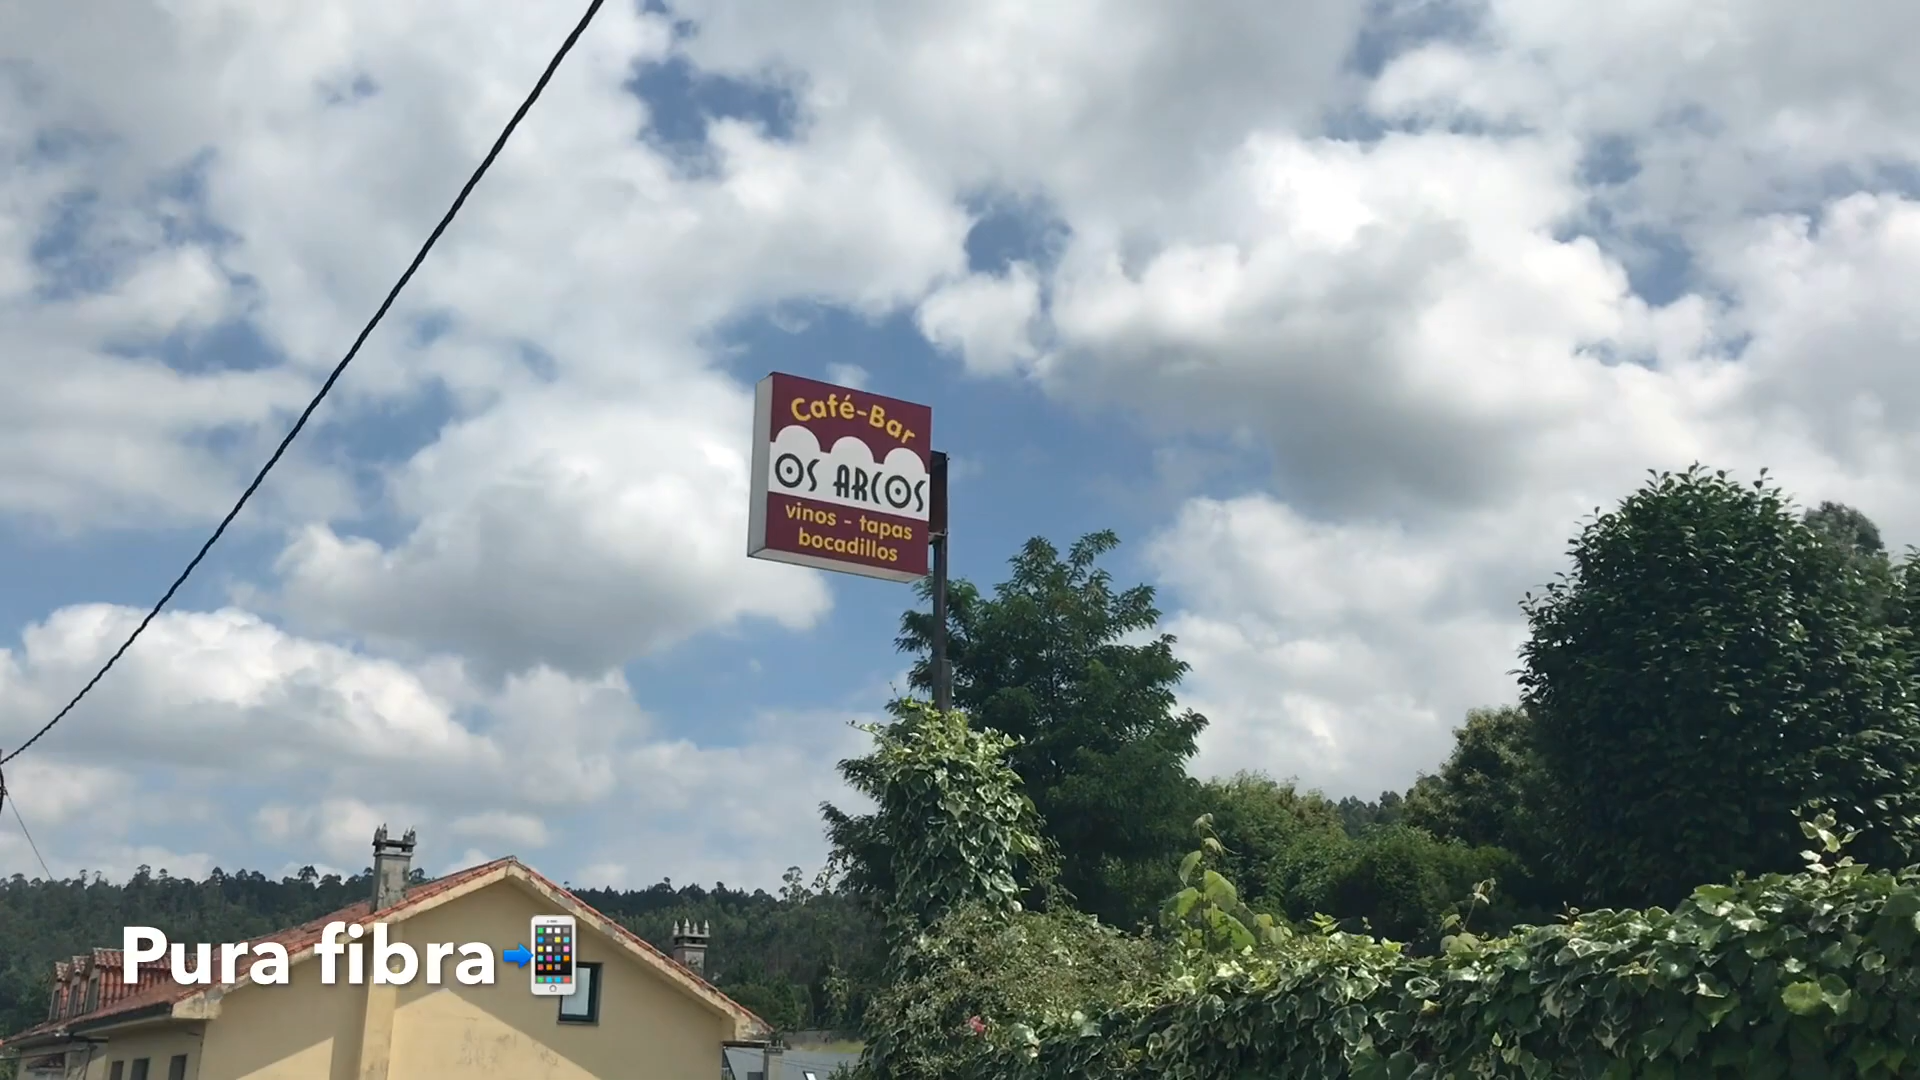 Café-Bar
OS ARCOS
vinos - tapas
bocadillos
Pura fibra📲